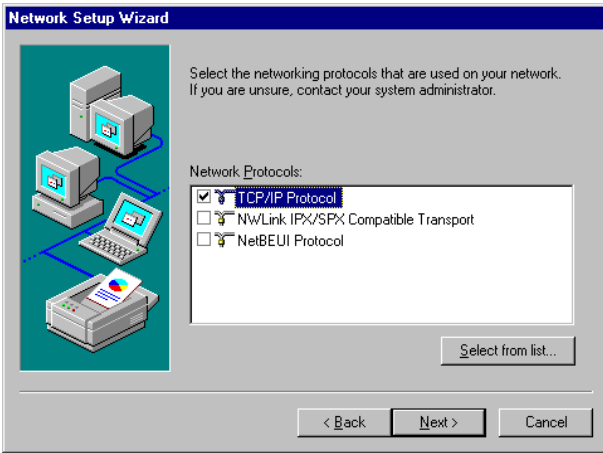 Network Setup Wizard
Select the networking protocols that are used on your network.
If you are unsure, contact your system administrator.
Network Protocols:
TCP/IP Protocol
NWLink IPX/SPX Compatible Transport
NetBEUI Protocol
Select from list...
< Back Next > Cancel